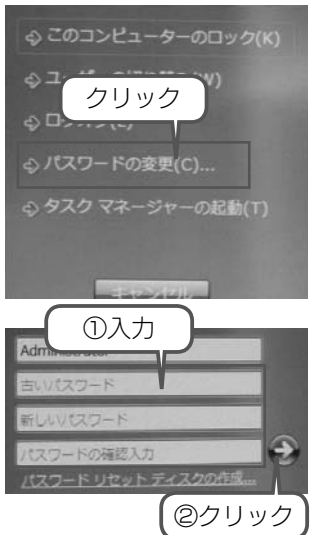 このコンピューターのロック(K)
クリック
パスワードの変更(C)...
タスク マネージャーの起動(T)
キャンセル
①入力
古いパスワード
新しいパスワード
パスワードの確認入力
パスワード リセット ディスクの作成...
②クリック